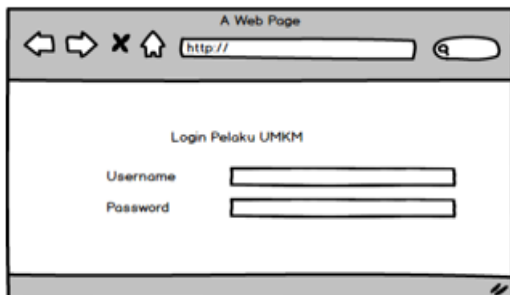 A Web Page
http://
Login Pelaku UMKM
Username
Password